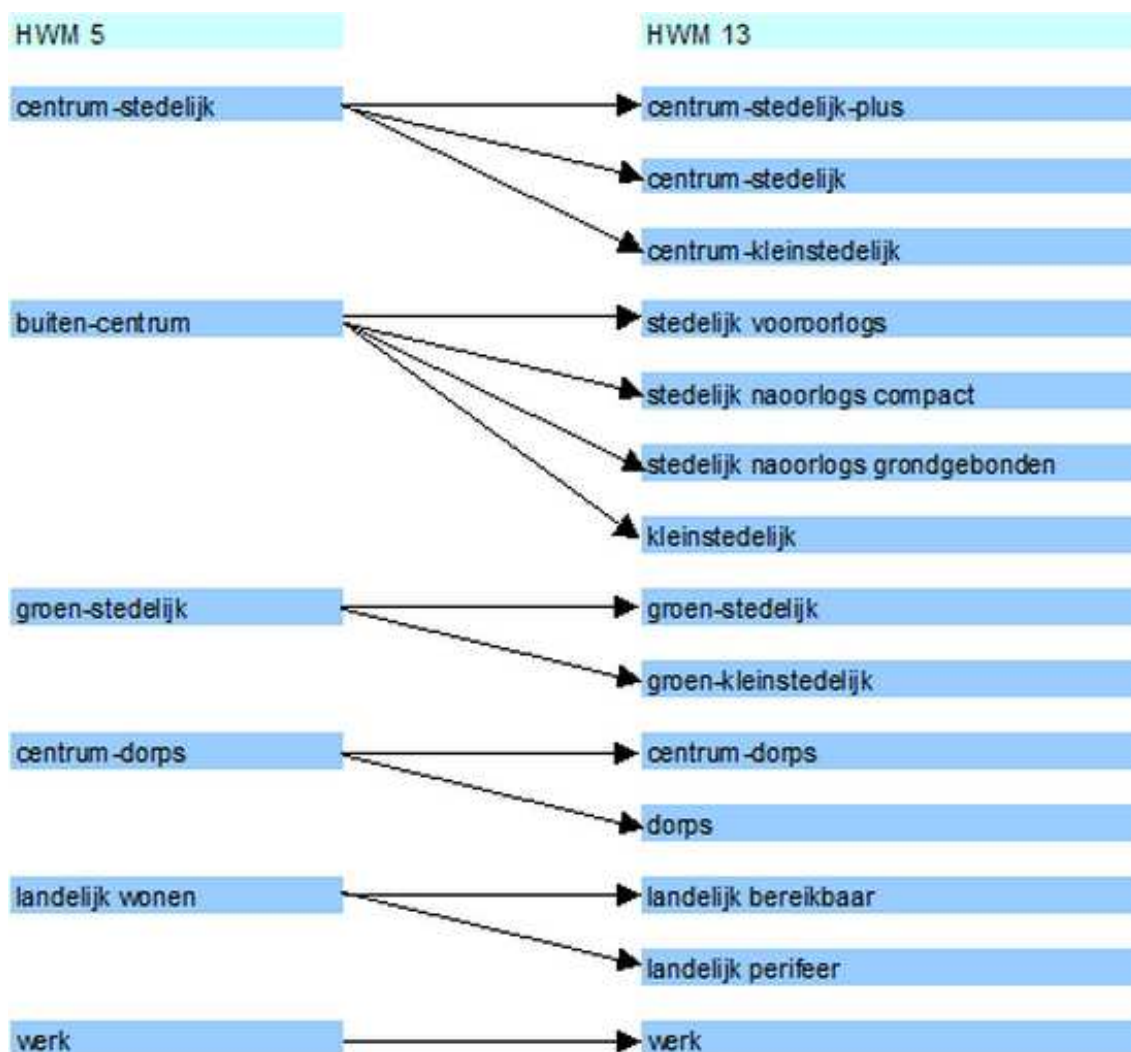 HWM 5 HWM 13
centrum-stedelijk centrum-stedelijk-plus
centrum-stedelijk
centrum-kleinstedelijk
buiten-centrum stedelijk vooroorlogs
stedelijk naoorlogs compact
stedelijk naoorlogs grondgebonden
kleinstedelijk
groen-stedelijk groen-stedelijk
groen-kleinstedelijk
centrum-dorps centrum-dorps
dorps
landelijk wonen landelijk bereikbaar
landelijk perifeer
werk werk